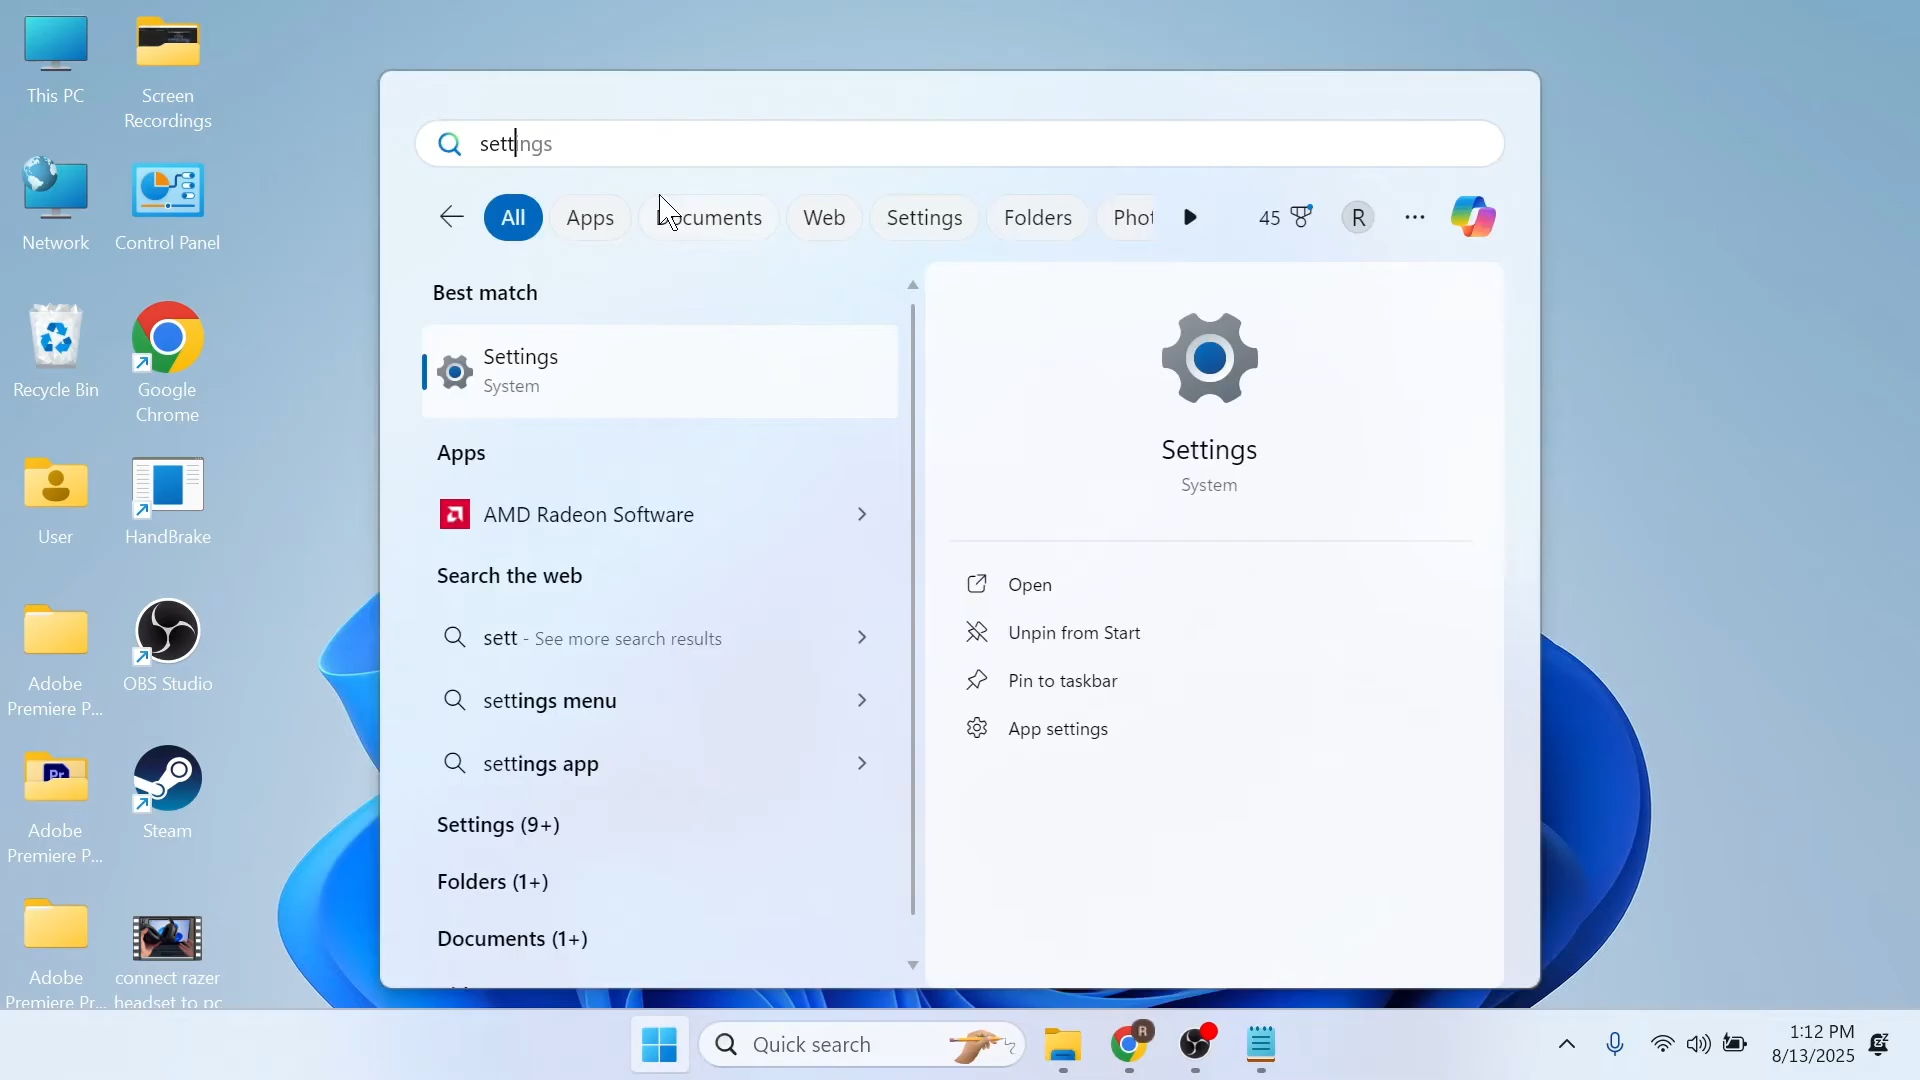 This PC
Screen
Recordings
Network
Control Panel
Recycle Bin
Google
Chrome
User
HandBrake
Adobe
Premiere P...
OBS Studio
Pr
Adobe
Premiere P...
Steam
Adobe
Premiere Pr...
connect razer
headset to pc
settings
All
Apps
Documents
Web
Settings
Folders
Phot
45
R
Best match
Settings
System
Apps
AMD Radeon Software
Search the web
sett - See more search results
settings menu
settings app
Settings (9+)
Folders (1+)
Documents (1+)
Settings
System
Open
Unpin from Start
Pin to taskbar
App settings
Quick search
R
1:12 PM
8/13/2025